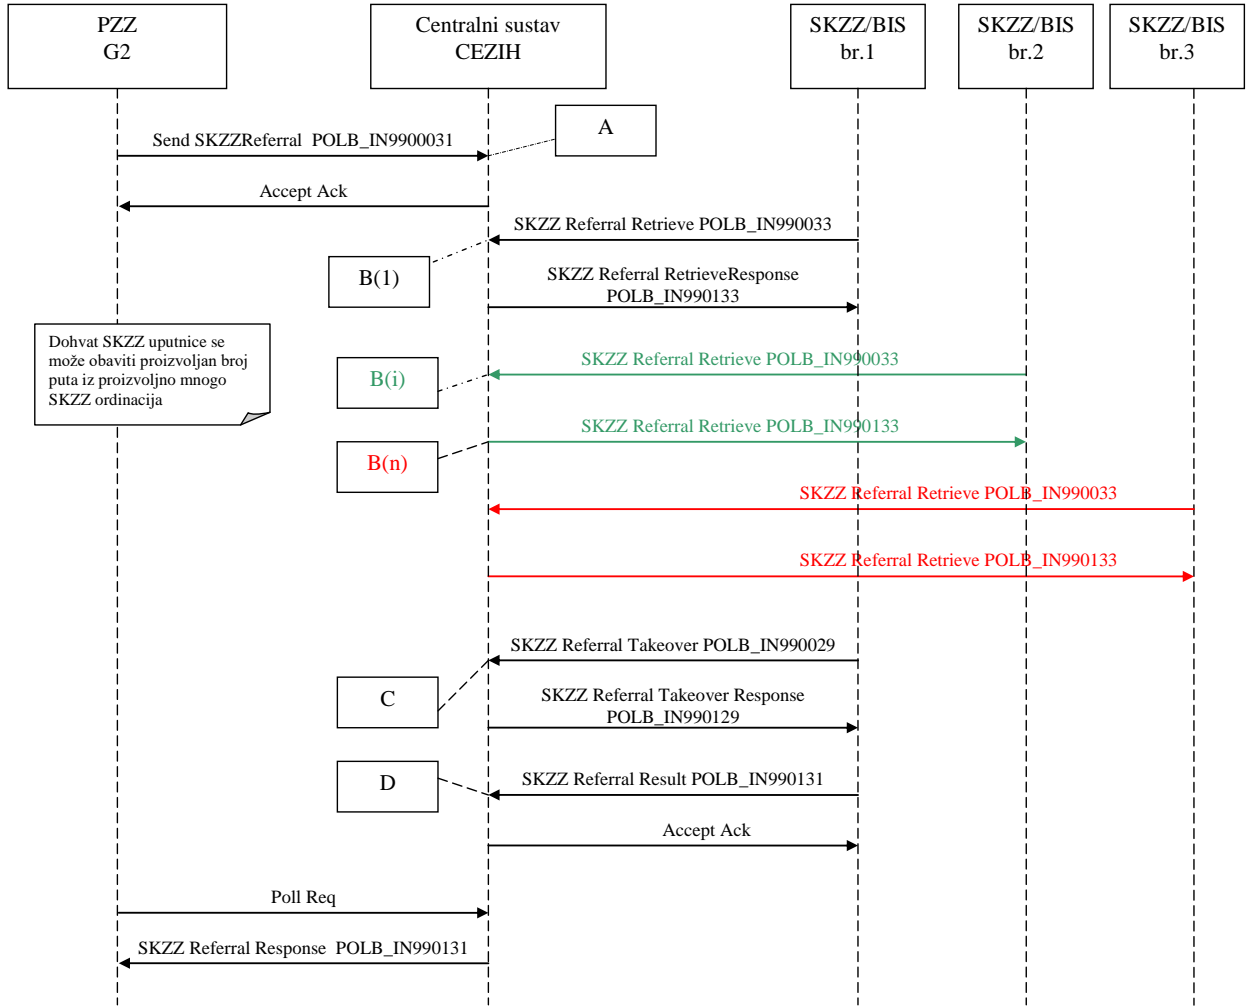 PZZ
G2
Centralni sustav
CEZIH
SKZZ/BIS
br.1
SKZZ/BIS
br.2
SKZZ/BIS
br.3
A
Send SKZZReferral  POLB_IN9900031
Accept Ack
SKZZ Referral Retrieve POLB_IN990033
B(1)
SKZZ Referral RetrieveResponse
POLB_IN990133
Dohvat SKZZ uputnice se
može obaviti proizvoljan broj
puta iz proizvoljno mnogo
SKZZ ordinacija
SKZZ Referral Retrieve POLB_IN990033
B(i)
SKZZ Referral Retrieve POLB_IN990133
B(n)
SKZZ Referral Retrieve POLB_IN990033
SKZZ Referral Retrieve POLB_IN990133
SKZZ Referral Takeover POLB_IN990029
C
SKZZ Referral Takeover Response
POLB_IN990129
D
SKZZ Referral Result POLB_IN990131
Accept Ack
Poll Req
SKZZ Referral Response  POLB_IN990131